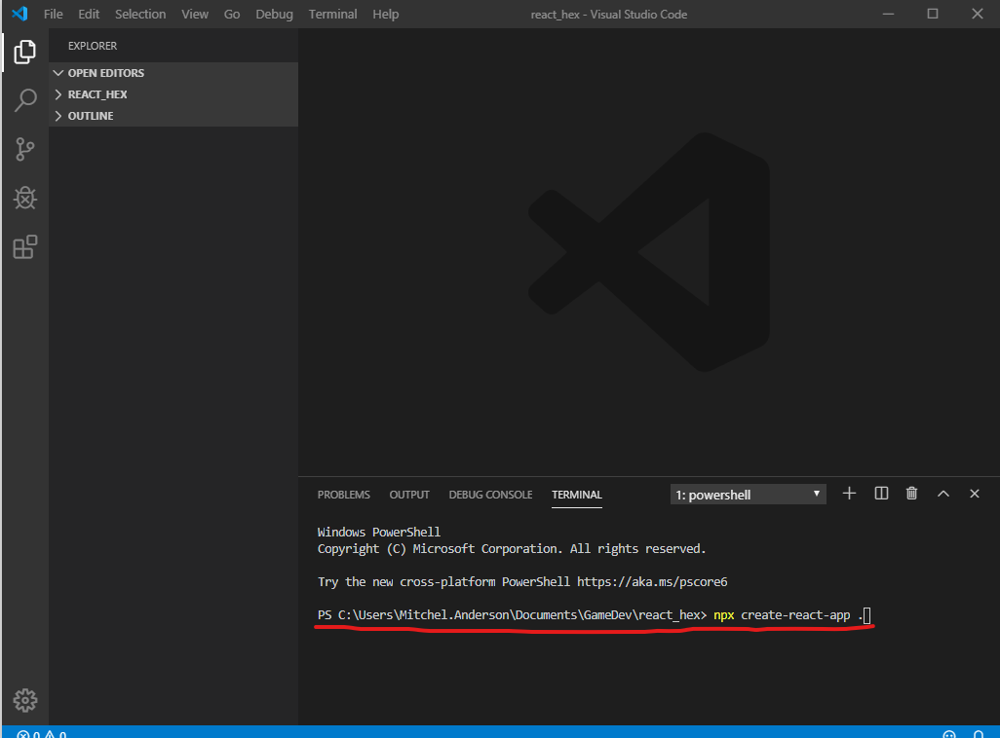 File Edit Selection View Go Debug Terminal Help react_hex - Visual Studio Code
EXPLORER
OPEN EDITORS
REACT_HEX
OUTLINE
PROBLEMS OUTPUT DEBUG CONSOLE TERMINAL 1: powershell
Windows PowerShell
Copyright (C) Microsoft Corporation. All rights reserved.
Try the new cross-platform PowerShell https://aka.ms/pscore6
PS C:\Users\Mitchel.Anderson\Documents\GameDev\react_hex> npx create-react-app .
0 0